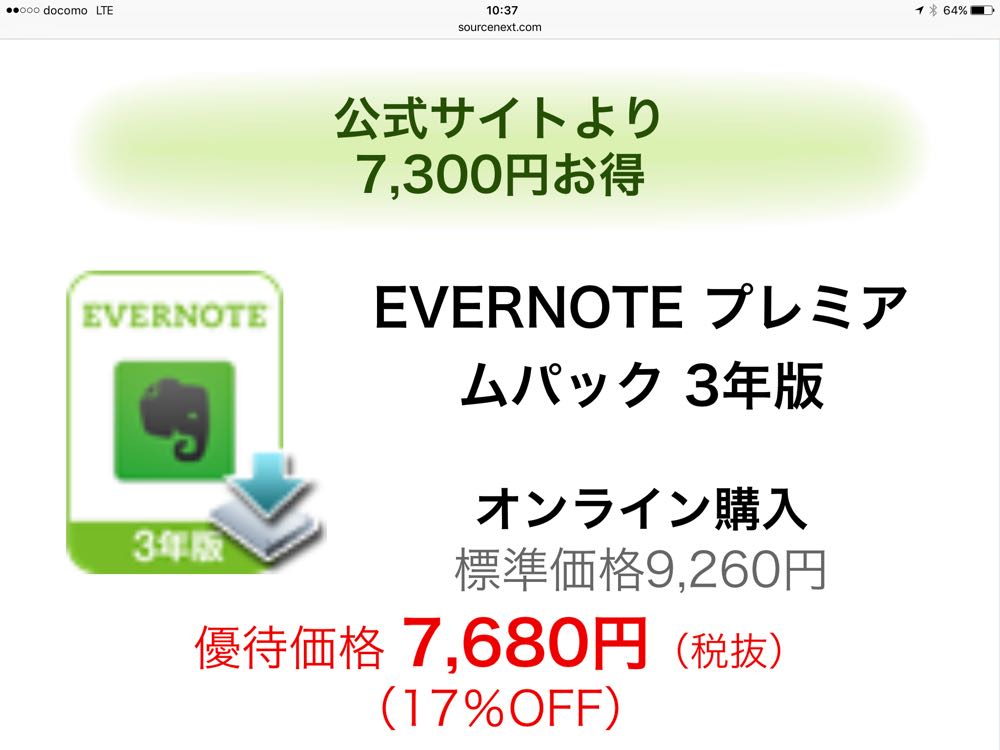 docomo LTE 10:37 64%
sourcenext.com
公式サイトより
7,300円お得
EVERNOTE
3年版
EVERNOTE プレミア
ムパック 3年版
オンライン購入
標準価格9,260円
優待価格 7,680円（税抜）
（17%OFF）